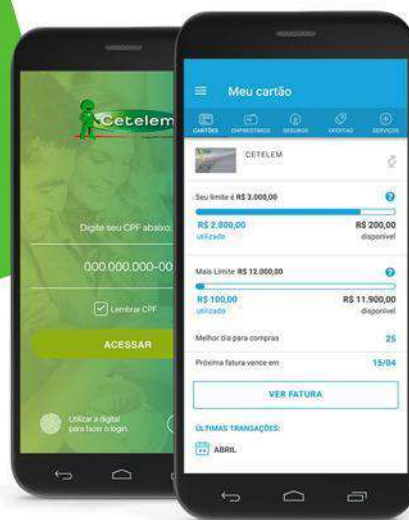 Cetelem
Digite seu CPF abaixo
000.000.000-00
Lembrar CPF
ACESSAR
Utilizar a digital
para fazer o login.
Meu cartão
CARTÕES EMPRÉSTIMOS SEGUROS OFERTAS SERVIÇOS
CETELEM
Seu limite é R$ 3.000,00
R$ 2.800,00 R$ 200,00
utilizado disponível
Mais Limite R$ 12.000,00
R$ 100,00 R$ 11.900,00
utilizado disponível
Melhor dia para compras 25
Próxima fatura vence em 15/04
VER FATURA
ÚLTIMAS TRANSAÇÕES:
ABRIL